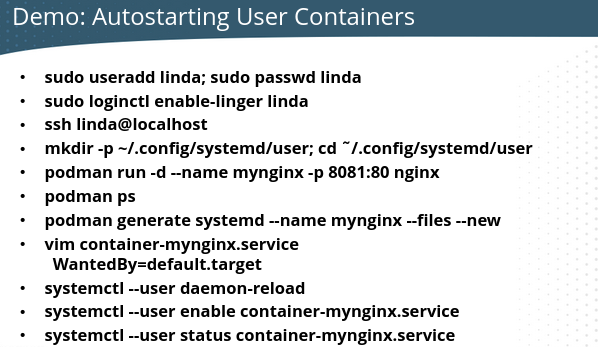 Demo: Autostarting User Containers
• sudo useradd linda; sudo passwd linda
• sudo loginctl enable-linger linda
• ssh linda@localhost
• mkdir -p ~/.config/systemd/user; cd ˜/.config/systemd/user
• podman run -d --name mynginx -p 8081:80 nginx
• podman ps
• podman generate systemd --name mynginx --files --new
• vim container-mynginx.service
WantedBy=default.target
• systemctl --user daemon-reload
• systemctl --user enable container-mynginx.service
• systemctl --user status container-mynginx.service